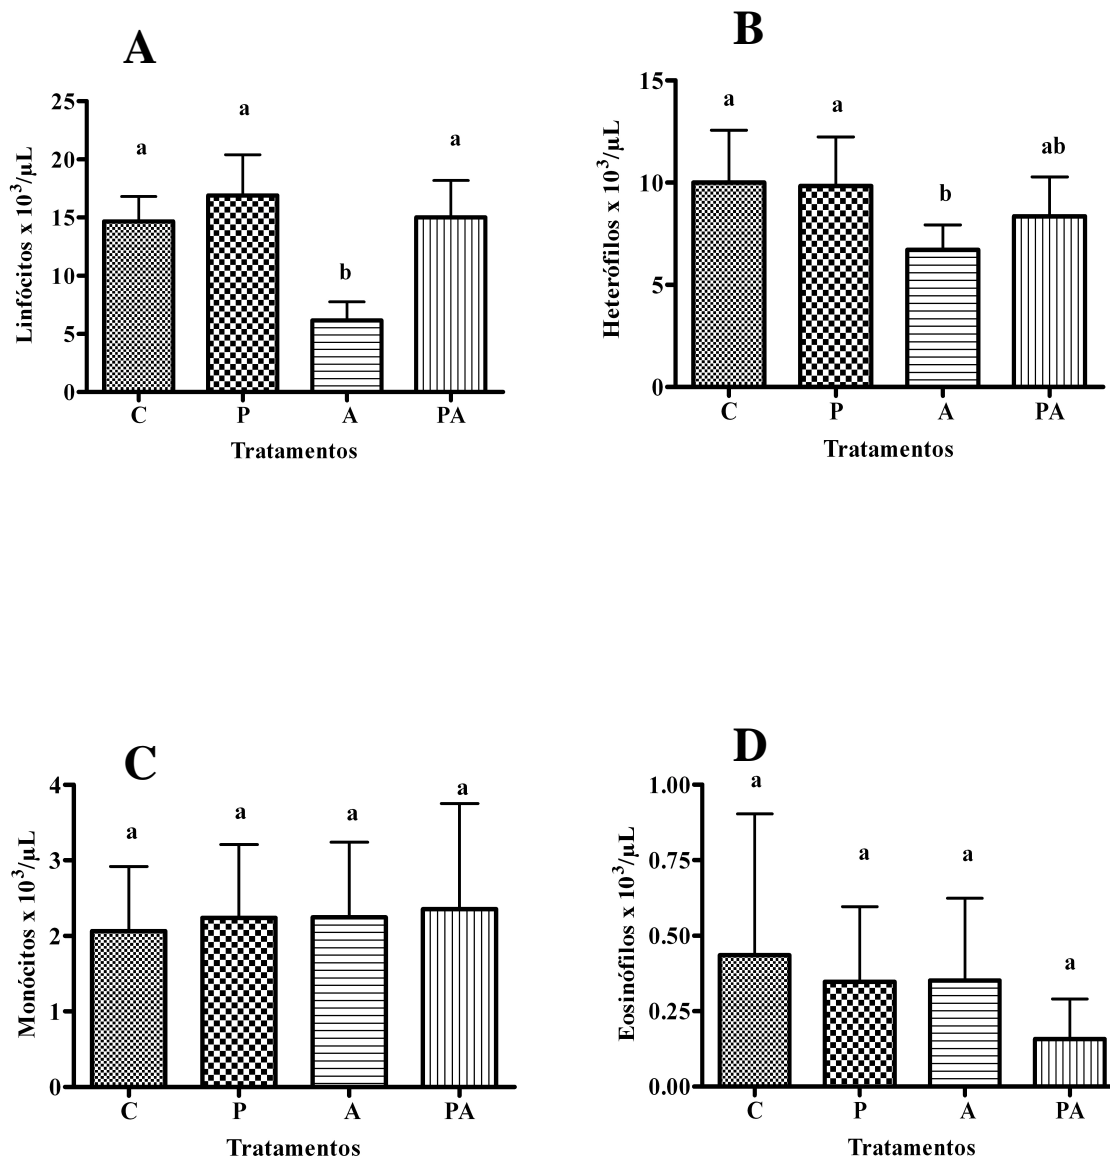 A
Linfócitos x 10³/µL
25
20
15
10
5
0
a
a
b
a
C P A PA
Tratamentos
B
Heterófilos x 10³/µL
15
10
5
0
a
a
b
ab
C P A PA
Tratamentos
C
Monócitos x 10³/µL
4
3
2
1
0
a
a
a
a
C P A PA
Tratamentos
D
Eosinófilos x 10³/µL
1.00
0.75
0.50
0.25
0.00
a
a
a
a
C P A PA
Tratamentos